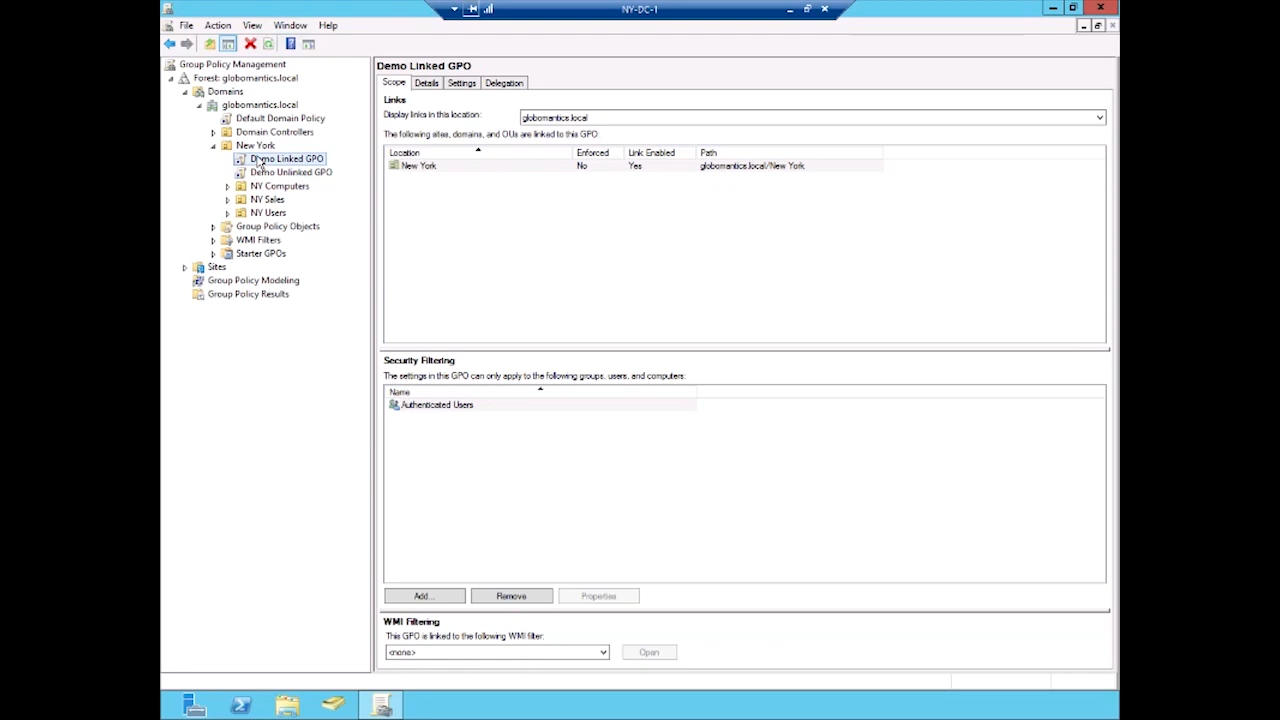 NY-DC-1
File Action View Window Help
Group Policy Management
Forest: globomantics.local
Domains
globomantics.local
Default Domain Policy
Domain Controllers
New York
Demo Linked GPO
Demo Unlinked GPO
NY Computers
NY Sales
NY Users
Group Policy Objects
WMI Filters
Starter GPOs
Sites
Group Policy Modeling
Group Policy Results
Demo Linked GPO
Scope Details Settings Delegation
Links
Display links in this location: globomantics.local
The following sites, domains, and OUs are linked to this GPO:
Location Enforced Link Enabled Path
New York No Yes globomantics.local/New York
Security Filtering
The settings in this GPO can only apply to the following groups, users, and computers:
Name
Authenticated Users
Add... Remove Properties
WMI Filtering
This GPO is linked to the following WMI filter:
<none> Open